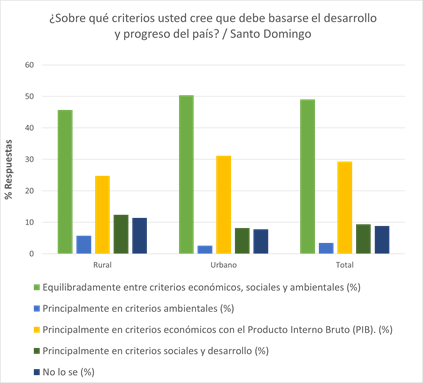 ¿Sobre qué criterios usted cree que debe basarse el desarrollo
y progreso del país? / Santo Domingo
60
50
40
30
20
10
0
% Respuestas
Rural
Urbano
Total
Equilibradamente entre criterios económicos, sociales y ambientales (%)
Principalmente en criterios ambientales (%)
Principalmente en criterios económicos con el Producto Interno Bruto (PIB). (%)
Principalmente en criterios sociales y desarrollo (%)
No lo se (%)